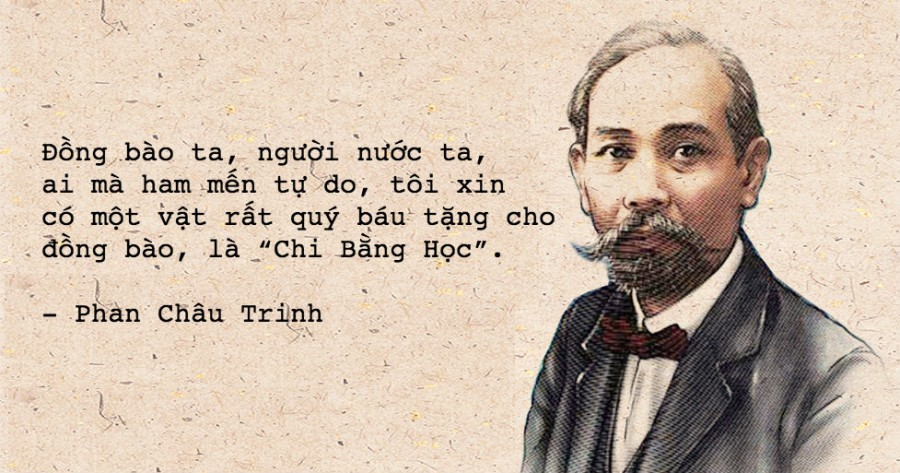 Đồng bào ta, người nước ta,
ai mà ham mến tự do, tôi xin
có một vật rất quý báu tặng cho
đồng bào, là “Chi Bằng Học”.
– Phan Châu Trinh